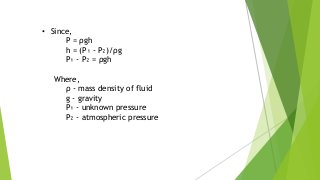 • Since,
P = ρgh
h = (P1 - P2)/ρg
P1 - P2 = ρgh
Where,
ρ - mass density of fluid
g - gravity
P1 - unknown pressure
P2 - atmospheric pressure